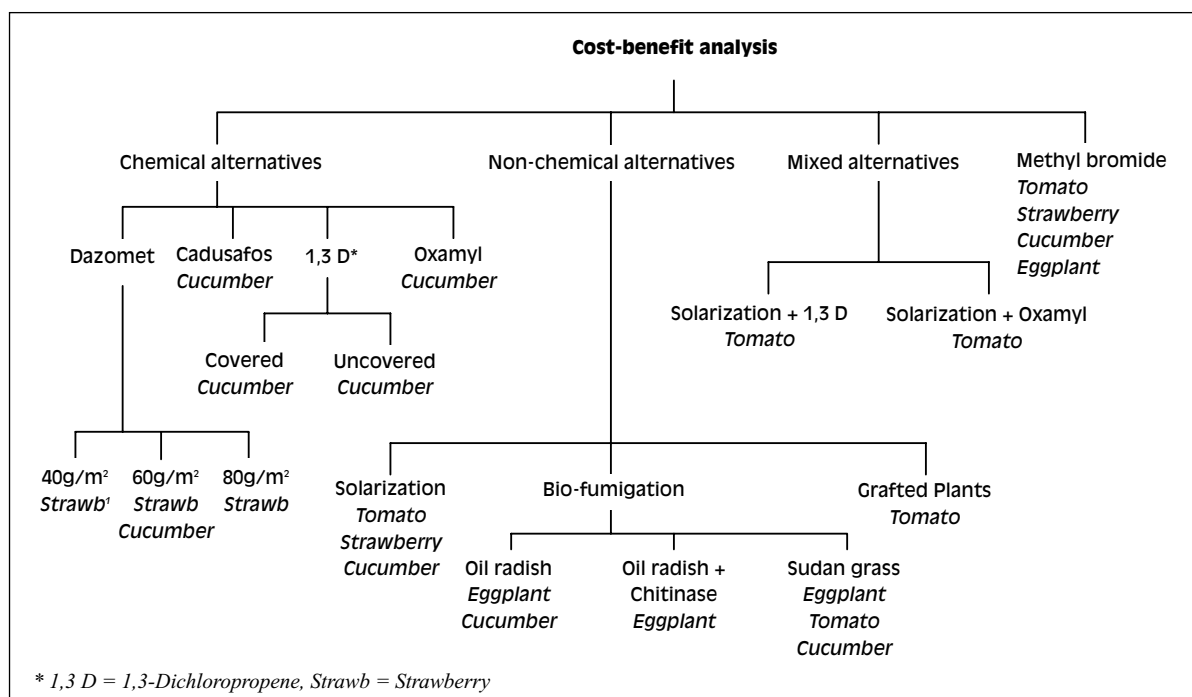 Cost-benefit analysis
Chemical alternatives
Non-chemical alternatives
Mixed alternatives
Methyl bromide
Tomato
Strawberry
Cucumber
Eggplant
Dazomet
Cadusafos
Cucumber
1,3 D*
Oxamyl
Cucumber
Solarization + 1,3 D
Tomato
Solarization + Oxamyl
Tomato
Covered
Cucumber
Uncovered
Cucumber
40g/m²
Strawb¹
60g/m²
Strawb
Cucumber
80g/m²
Strawb
Solarization
Tomato
Strawberry
Cucumber
Bio-fumigation
Grafted Plants
Tomato
Oil radish
Eggplant
Cucumber
Oil radish +
Chitinase
Eggplant
Sudan grass
Eggplant
Tomato
Cucumber
* 1,3 D = 1,3-Dichloropropene, Strawb = Strawberry